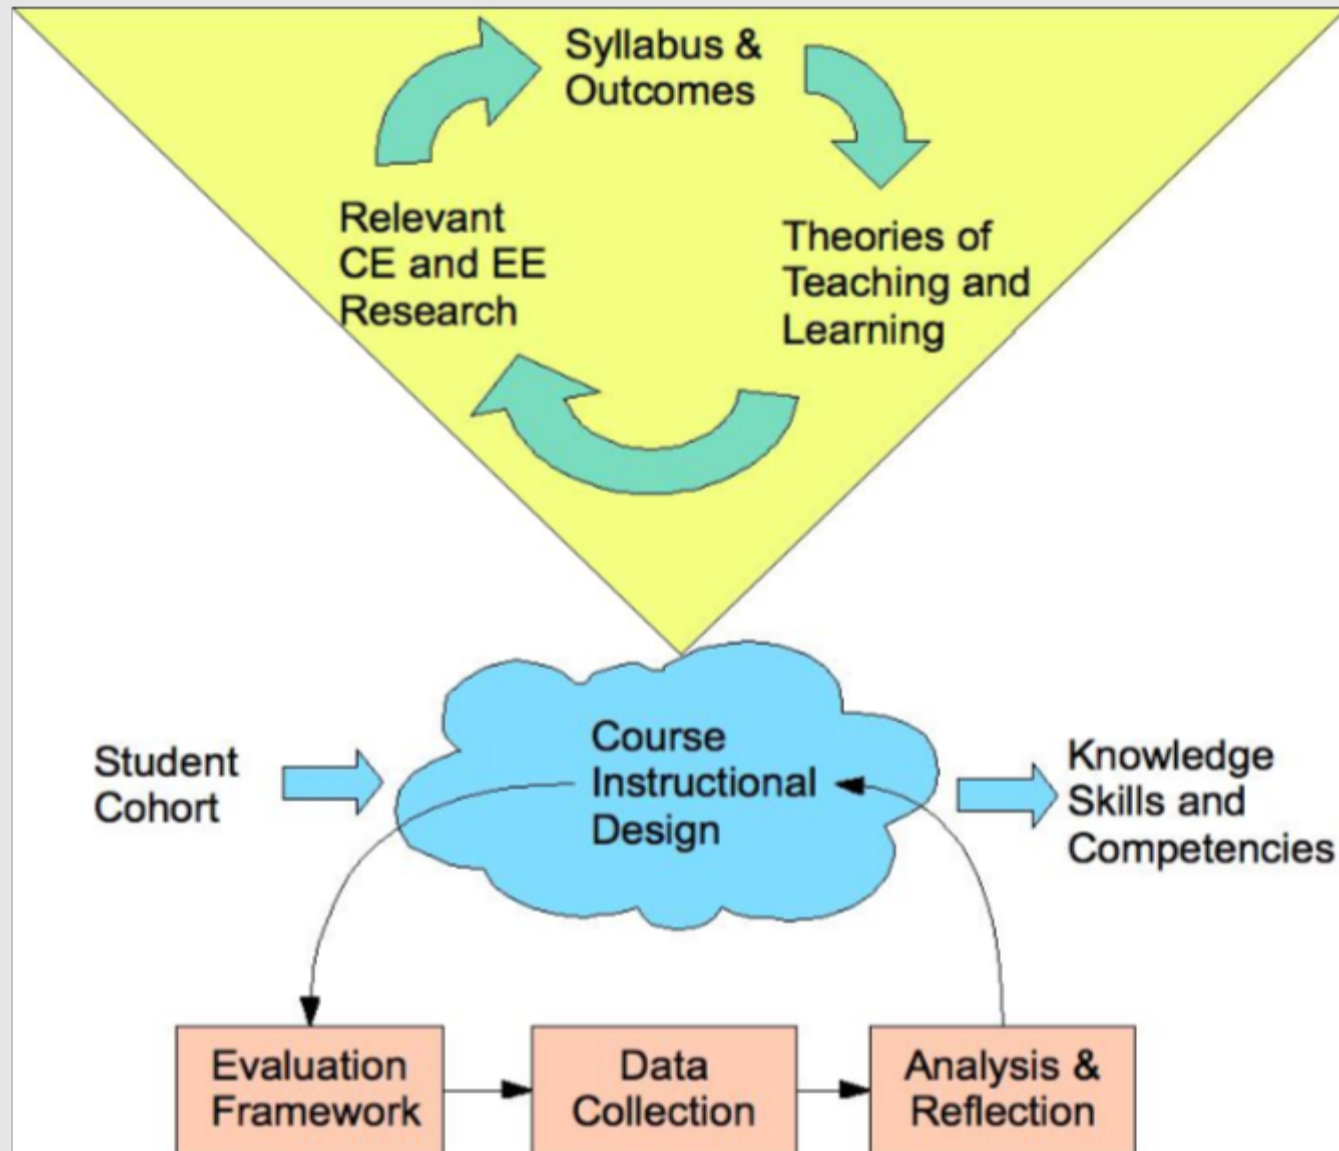 Syllabus &
Outcomes
Relevant
CE and EE
Research
Theories of
Teaching and
Learning
Student
Cohort
Course
Instructional
Design
Knowledge
Skills and
Competencies
Evaluation
Framework
Data
Collection
Analysis &
Reflection